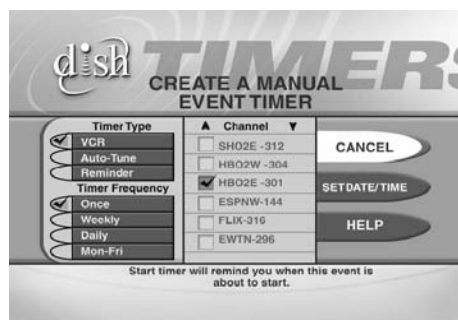 dish TIMERS
CREATE A MANUAL
EVENT TIMER
Timer Type
VCR
Auto-Tune
Reminder
Timer Frequency
Once
Weekly
Daily
Mon-Fri
Channel
SHO2E -312
HBO2W -304
HBO2E -301
ESPNW-144
FLIX-316
EWTN-296
CANCEL
SET DATE/TIME
HELP
Start timer will remind you when this event is
about to start.